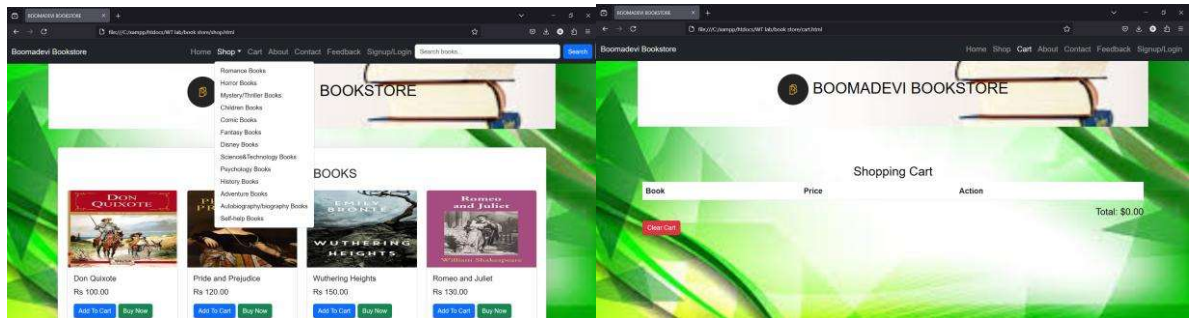 BOOMADEVI BOOKSTORE
file:///C:/xampp/htdocs/WT lab/book store/shop.html
Boomadevi Bookstore
Home Shop Cart About Contact Feedback Signup/Login Search books... Search
Romance Books
Horror Books
Mystery/Thriller Books
Children Books
Comic Books
Fantasy Books
Disney Books
Science&Technology Books
Psychology Books
History Books
Adventure Books
Autobiography/biography Books
Self-help Books
BOOKSTORE
BOOKS
DON QUIXOTE
EMILY BRONTE
WUTHERING HEIGHTS
Romeo and Juliet
William Shakespeare
Don Quixote
Rs 100.00
Add To Cart Buy Now
Pride and Prejudice
Rs 120.00
Add To Cart Buy Now
Wuthering Heights
Rs 150.00
Add To Cart Buy Now
Romeo and Juliet
Rs 130.00
Add To Cart Buy Now
BOOMADEVI BOOKSTORE
file:///C:/xampp/htdocs/WT lab/book store/cart.html
Boomadevi Bookstore
Home Shop Cart About Contact Feedback Signup/Login
BOOMADEVI BOOKSTORE
Shopping Cart
Book Price Action
Total: $0.00
Clear Cart